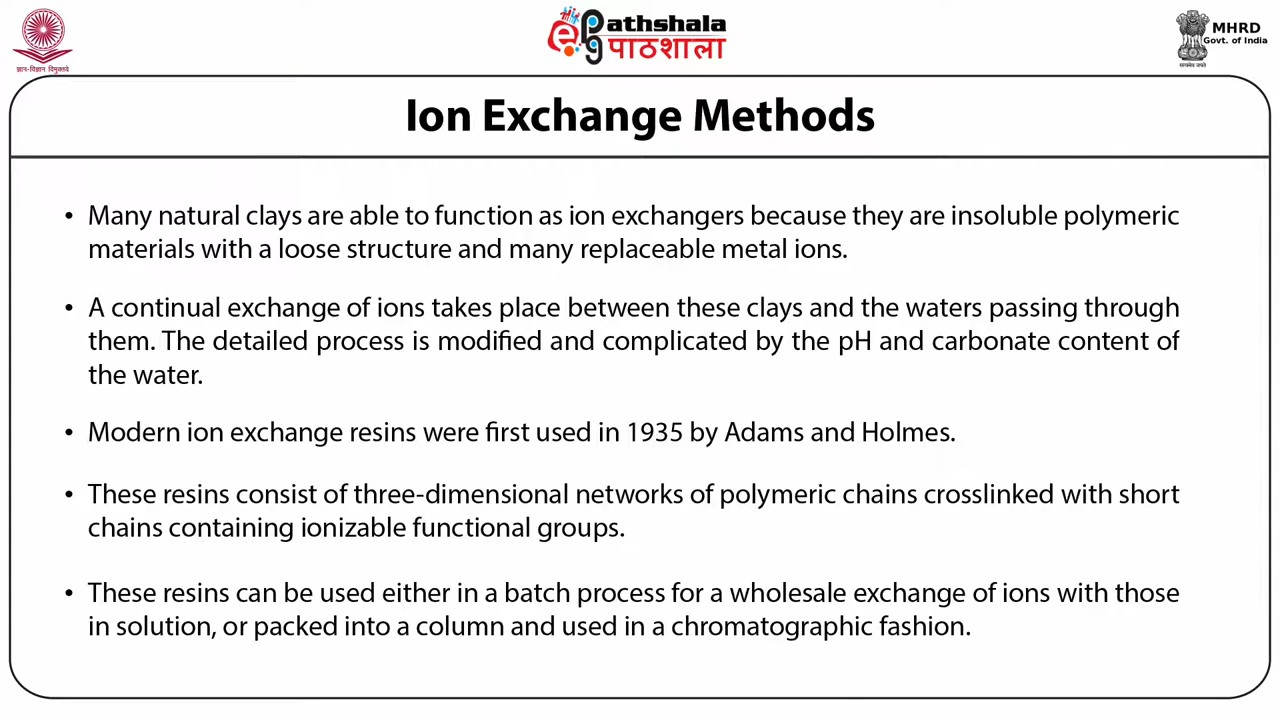 ज्ञान-विज्ञान विमुक्तये
ePg Pathshala
पाठशाला
MHRD
Govt. of India
सत्यमेव जयते
Ion Exchange Methods
• Many natural clays are able to function as ion exchangers because they are insoluble polymeric
materials with a loose structure and many replaceable metal ions.
• A continual exchange of ions takes place between these clays and the waters passing through
them. The detailed process is modified and complicated by the pH and carbonate content of
the water.
• Modern ion exchange resins were first used in 1935 by Adams and Holmes.
• These resins consist of three-dimensional networks of polymeric chains crosslinked with short
chains containing ionizable functional groups.
• These resins can be used either in a batch process for a wholesale exchange of ions with those
in solution, or packed into a column and used in a chromatographic fashion.